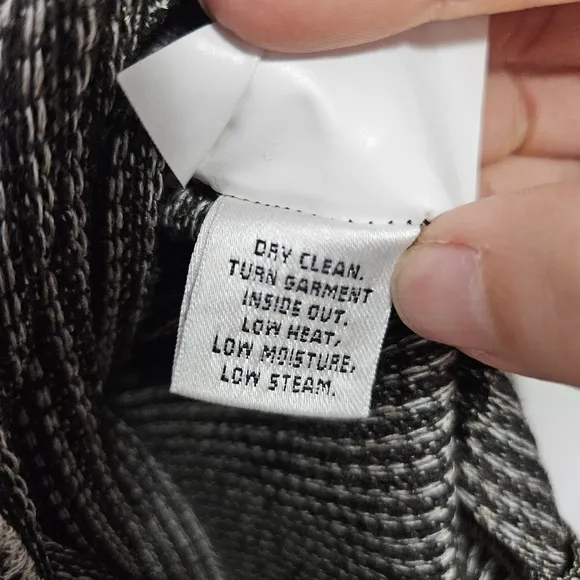 DRY CLEAN.
TURN GARMENT
INSIDE OUT.
LOW HEAT,
LOW MOISTURE,
LOW STEAM.